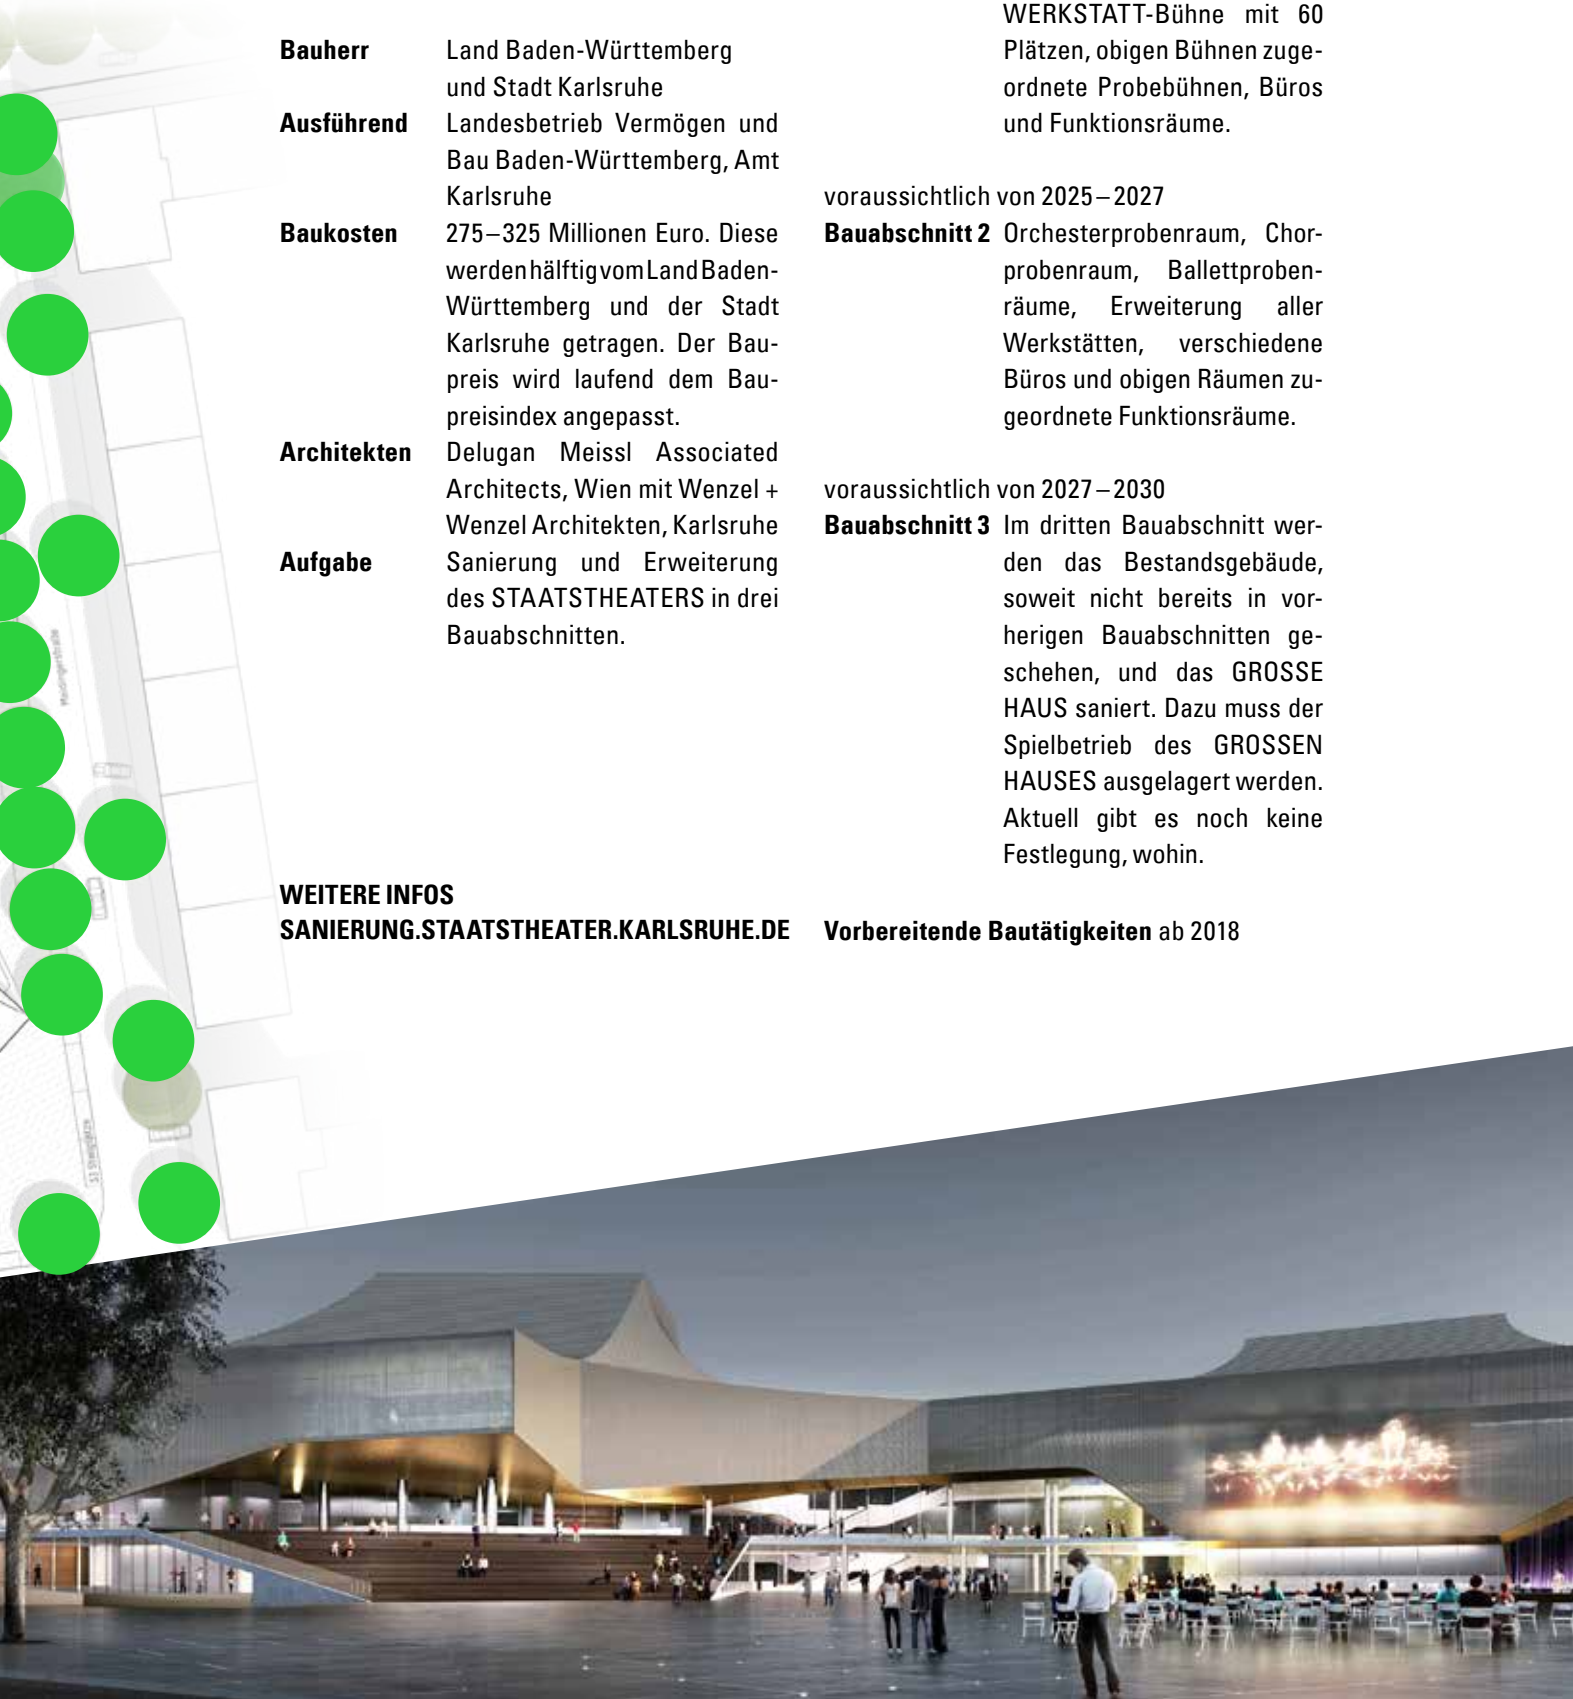 Bauherr Land Baden-Württemberg
und Stadt Karlsruhe
Ausführend Landesbetrieb Vermögen und
Bau Baden-Württemberg, Amt
Karlsruhe
Baukosten 275–325 Millionen Euro. Diese
werden hälftig vom Land Baden-
Württemberg und der Stadt
Karlsruhe getragen. Der Bau-
preis wird laufend dem Bau-
preisindex angepasst.
Architekten Delugan Meissl Associated
Architects, Wien mit Wenzel +
Wenzel Architekten, Karlsruhe
Aufgabe Sanierung und Erweiterung
des STAATSTHEATERS in drei
Bauabschnitten.
WEITERE INFOS
SANIERUNG.STAATSTHEATER.KARLSRUHE.DE
WERKSTATT-Bühne mit 60
Plätzen, obigen Bühnen zuge-
ordnete Probebühnen, Büros
und Funktionsräume.
voraussichtlich von 2025–2027
Bauabschnitt 2 Orchesterprobenraum, Chor-
probenraum, Ballettproben-
räume, Erweiterung aller
Werkstätten, verschiedene
Büros und obigen Räumen zu-
geordnete Funktionsräume.
voraussichtlich von 2027–2030
Bauabschnitt 3 Im dritten Bauabschnitt wer-
den das Bestandsgebäude,
soweit nicht bereits in vor-
herigen Bauabschnitten ge-
schehen, und das GROSSE
HAUS saniert. Dazu muss der
Spielbetrieb des GROSSEN
HAUSES ausgelagert werden.
Aktuell gibt es noch keine
Festlegung, wohin.
Vorbereitende Bautätigkeiten ab 2018
Meidingerstraße